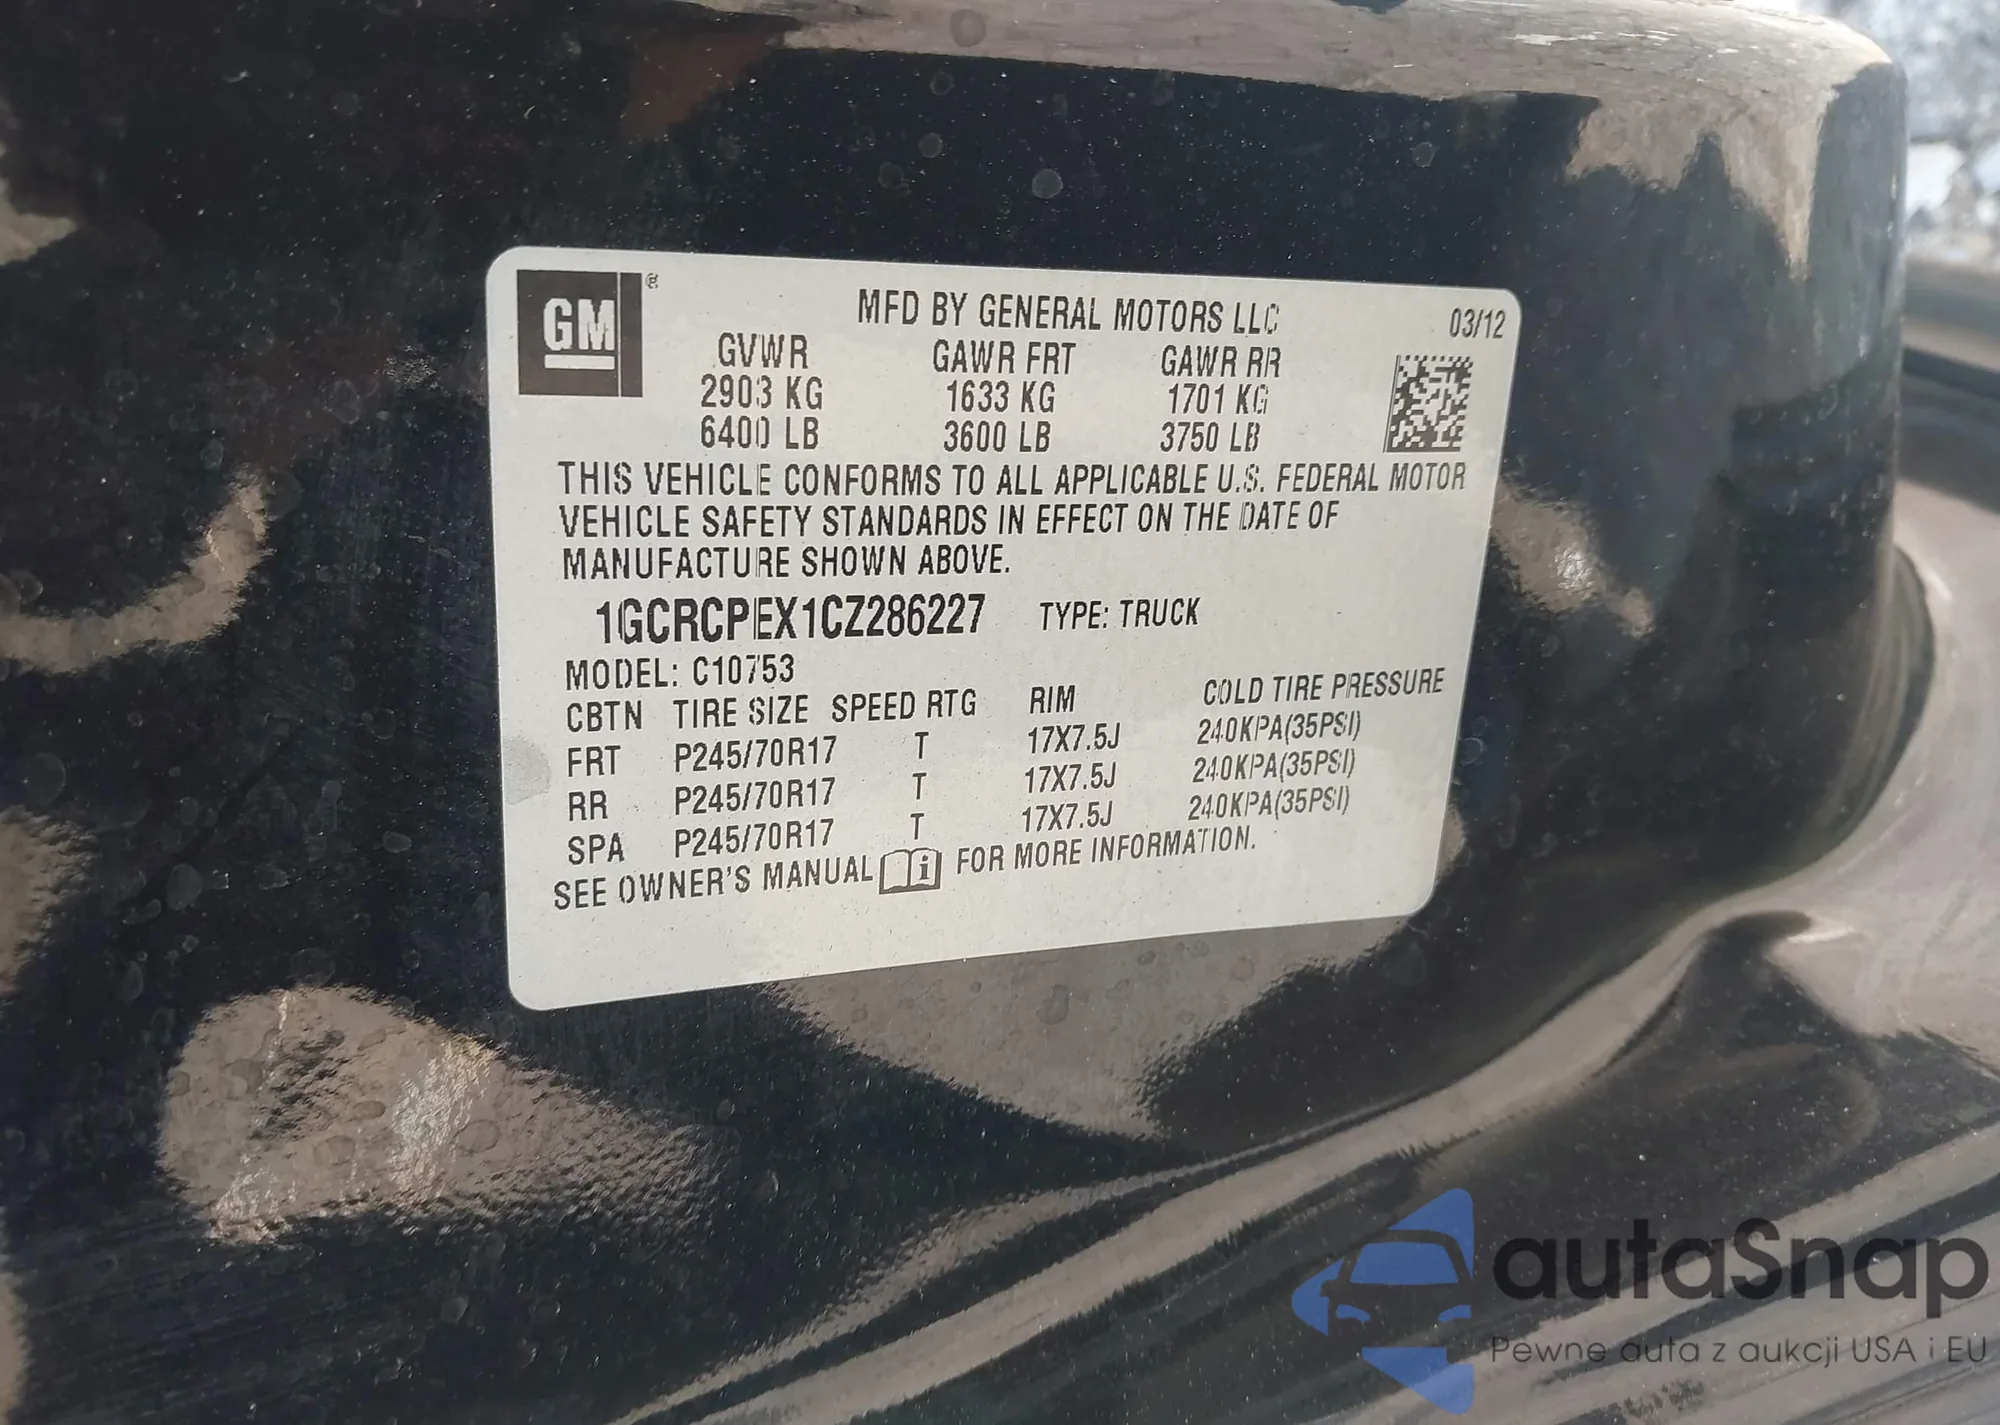 GM ®
MFD BY GENERAL MOTORS LLC 03/12
GVWR GAWR FRT GAWR RR
2903 KG 1633 KG 1701 KG
6400 LB 3600 LB 3750 LB
THIS VEHICLE CONFORMS TO ALL APPLICABLE U.S. FEDERAL MOTOR
VEHICLE SAFETY STANDARDS IN EFFECT ON THE DATE OF
MANUFACTURE SHOWN ABOVE.
1GCRCPEX1CZ286227 TYPE: TRUCK
MODEL: C10753
CBTN TIRE SIZE SPEED RTG RIM COLD TIRE PRESSURE
FRT P245/70R17 T 17X7.5J 240KPA(35PSI)
RR P245/70R17 T 17X7.5J 240KPA(35PSI)
SPA P245/70R17 T 17X7.5J 240KPA(35PSI)
SEE OWNER'S MANUAL i FOR MORE INFORMATION.
autaSnap
Pewne auta z aukcji USA i EU